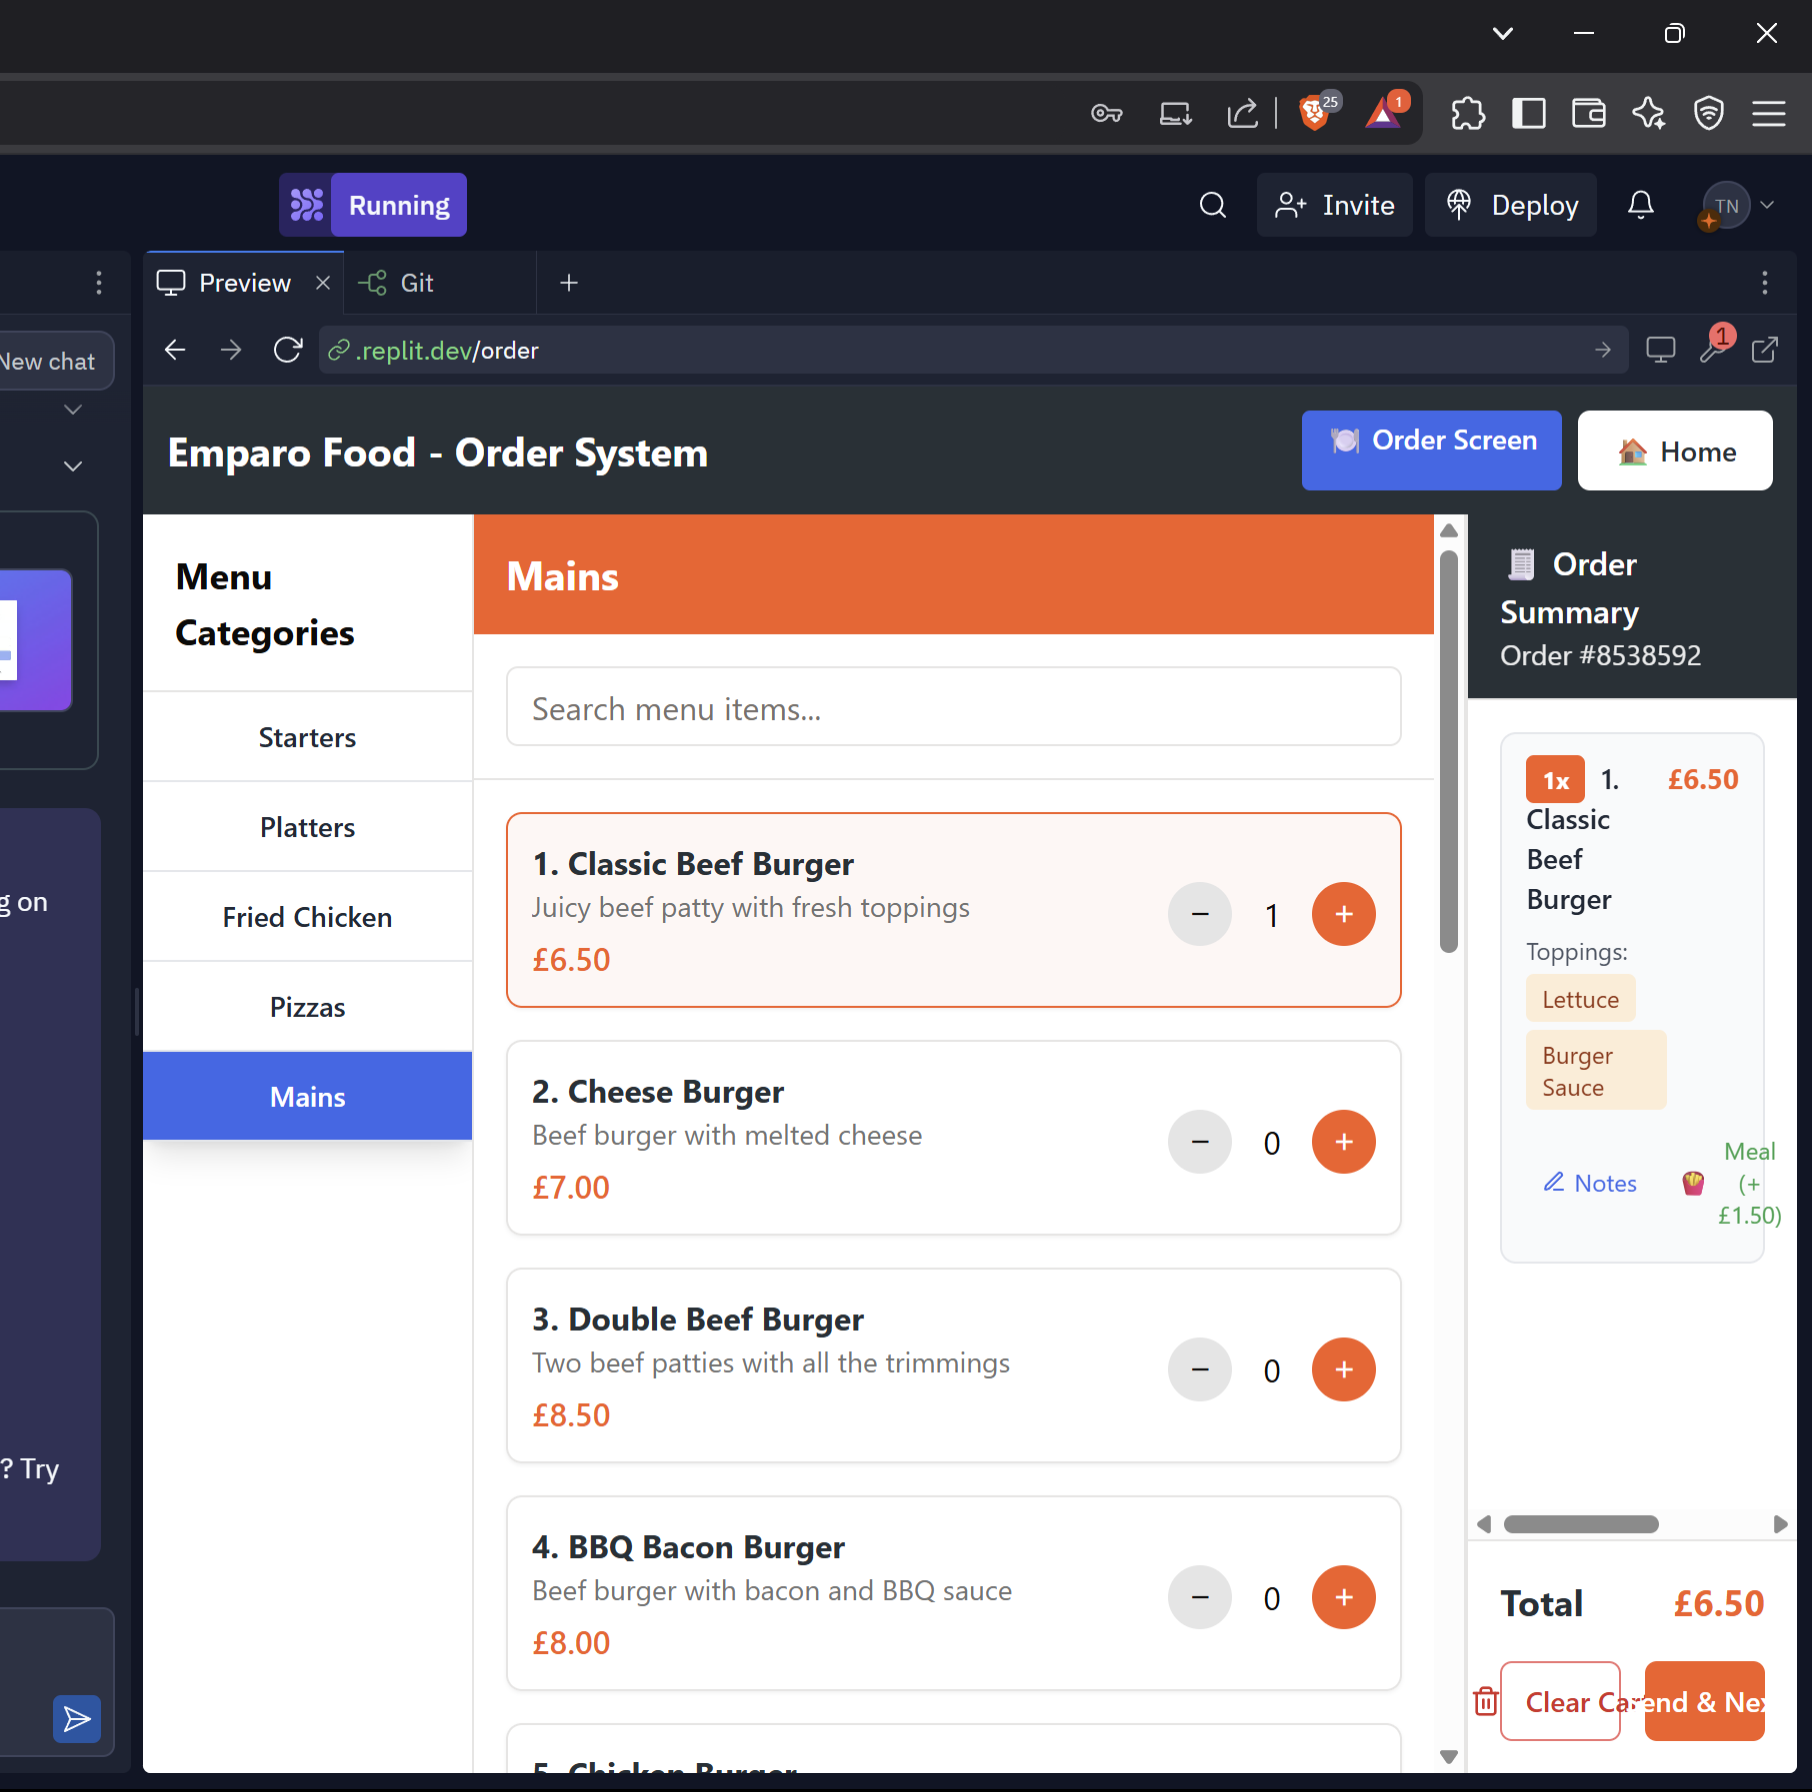 25
1
Running
Invite
Deploy
TN
Preview
Git
New chat
.replit.dev/order
1
Emparo Food - Order System
Order Screen
Home
g on
? Try
Menu
Categories
Starters
Platters
Fried Chicken
Pizzas
Mains
Mains
Search menu items...
1. Classic Beef Burger
Juicy beef patty with fresh toppings
£6.50
− 1 +
2. Cheese Burger
Beef burger with melted cheese
£7.00
− 0 +
3. Double Beef Burger
Two beef patties with all the trimmings
£8.50
− 0 +
4. BBQ Bacon Burger
Beef burger with bacon and BBQ sauce
£8.00
− 0 +
5. Chicken Burger
Order
Summary
Order #8538592
1x 1. £6.50
Classic
Beef
Burger
Toppings:
Lettuce
Burger
Sauce
Notes
Meal
(+
£1.50)
Total £6.50
Clear Ca
end & Nex